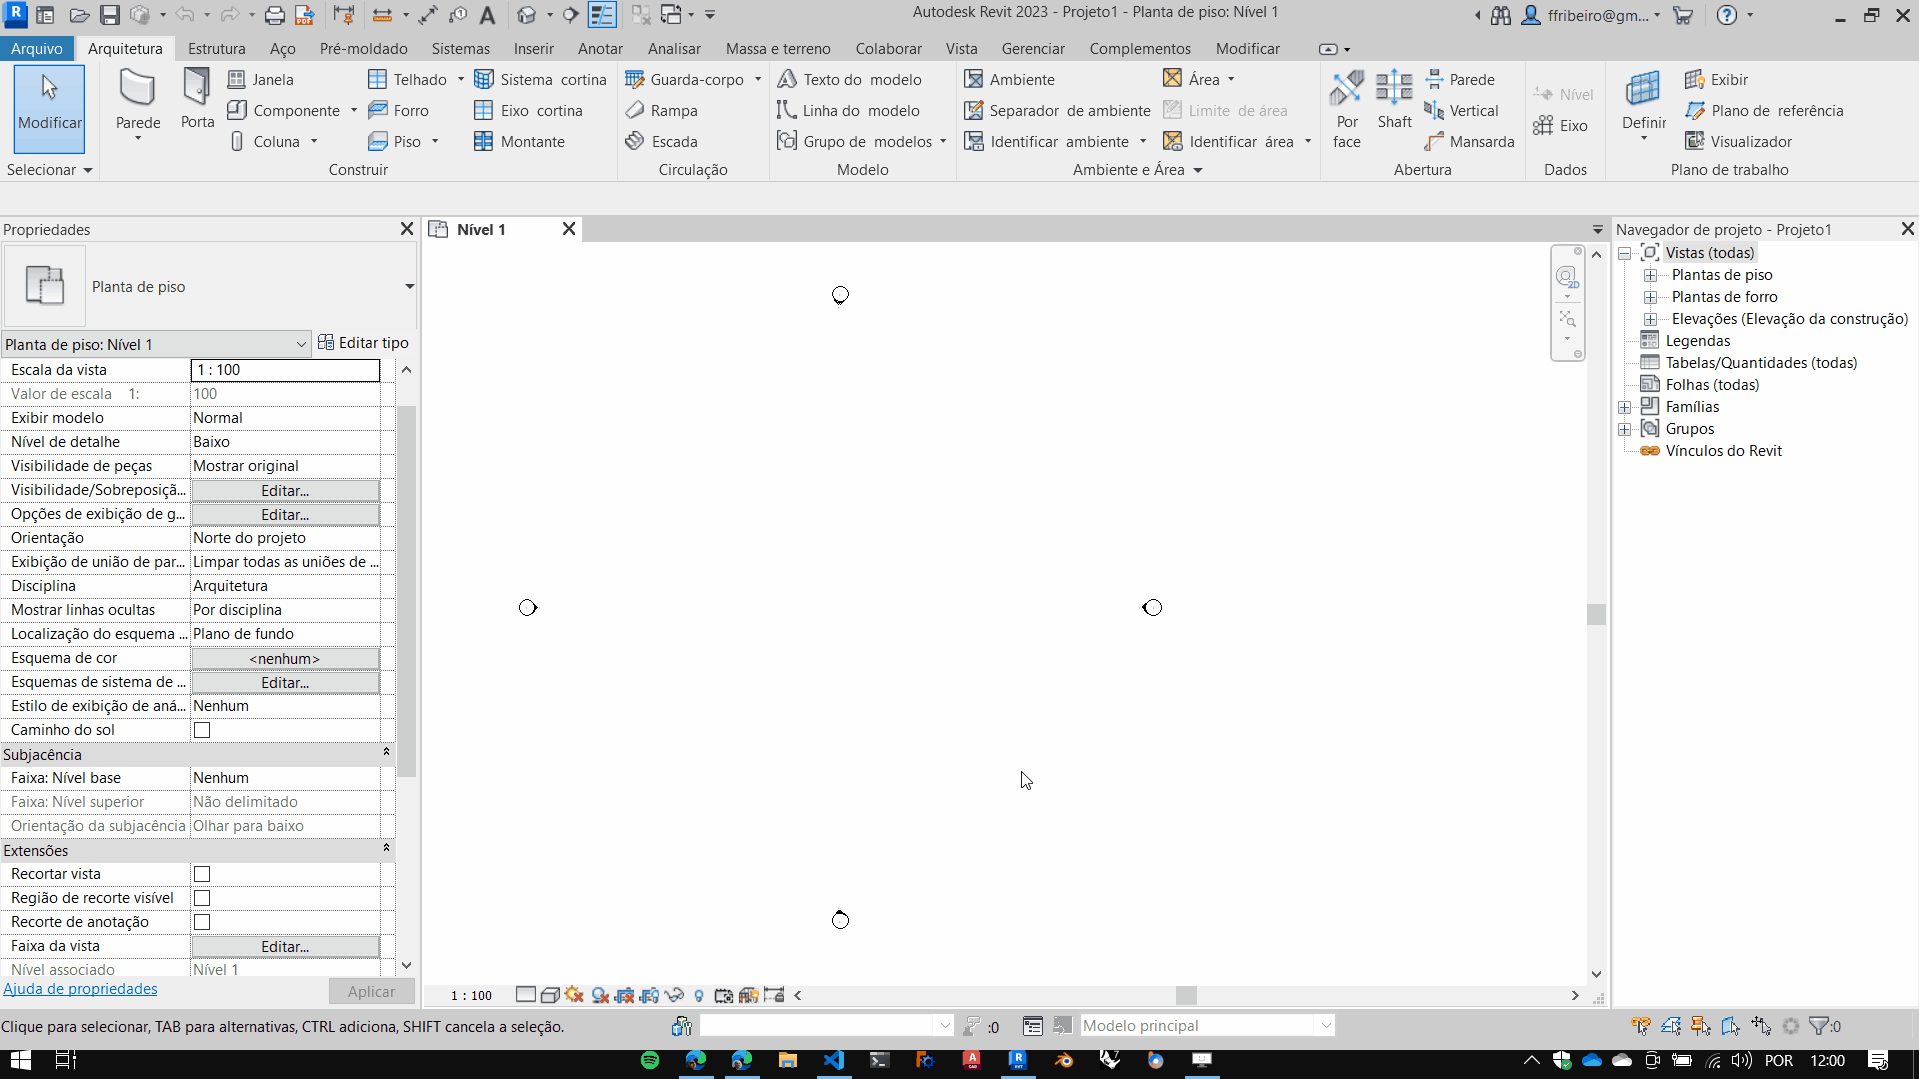 Autodesk Revit 2023 - Projeto1 - Planta de piso: Nível 1
ffribeiro@gm...
Arquivo Arquitetura Estrutura Aço Pré-moldado Sistemas Inserir Anotar Analisar Massa e terreno Colaborar Vista Gerenciar Complementos Modificar
Modificar
Selecionar
Parede
Porta
Janela
Componente
Coluna
Telhado
Forro
Piso
Sistema cortina
Eixo cortina
Montante
Construir
Guarda-corpo
Rampa
Escada
Circulação
Texto do modelo
Linha do modelo
Grupo de modelos
Modelo
Ambiente
Separador de ambiente
Identificar ambiente
Área
Limite de área
Identificar área
Ambiente e Área
Por face
Shaft
Parede
Vertical
Mansarda
Abertura
Nível
Eixo
Dados
Definir
Exibir
Plano de referência
Visualizador
Plano de trabalho
Propriedades
Planta de piso
Planta de piso: Nível 1
Editar tipo
Escala da vista 1 : 100
Valor de escala 1: 100
Exibir modelo Normal
Nível de detalhe Baixo
Visibilidade de peças Mostrar original
Visibilidade/Sobreposiçã... Editar...
Opções de exibição de g... Editar...
Orientação Norte do projeto
Exibição de união de par... Limpar todas as uniões de ...
Disciplina Arquitetura
Mostrar linhas ocultas Por disciplina
Localização do esquema ... Plano de fundo
Esquema de cor <nenhum>
Esquemas de sistema de ... Editar...
Estilo de exibição de aná... Nenhum
Caminho do sol
Subjacência
Faixa: Nível base Nenhum
Faixa: Nível superior Não delimitado
Orientação da subjacência Olhar para baixo
Extensões
Recortar vista
Região de recorte visível
Recorte de anotação
Faixa da vista Editar...
Nível associado Nível 1
Ajuda de propriedades
Aplicar
Nível 1
2D
1 : 100
Navegador de projeto - Projeto1
Vistas (todas)
Plantas de piso
Plantas de forro
Elevações (Elevação da construção)
Legendas
Tabelas/Quantidades (todas)
Folhas (todas)
Famílias
Grupos
Vínculos do Revit
Clique para selecionar, TAB para alternativas, CTRL adiciona, SHIFT cancela a seleção.
:0
Modelo principal
:0
POR
12:00